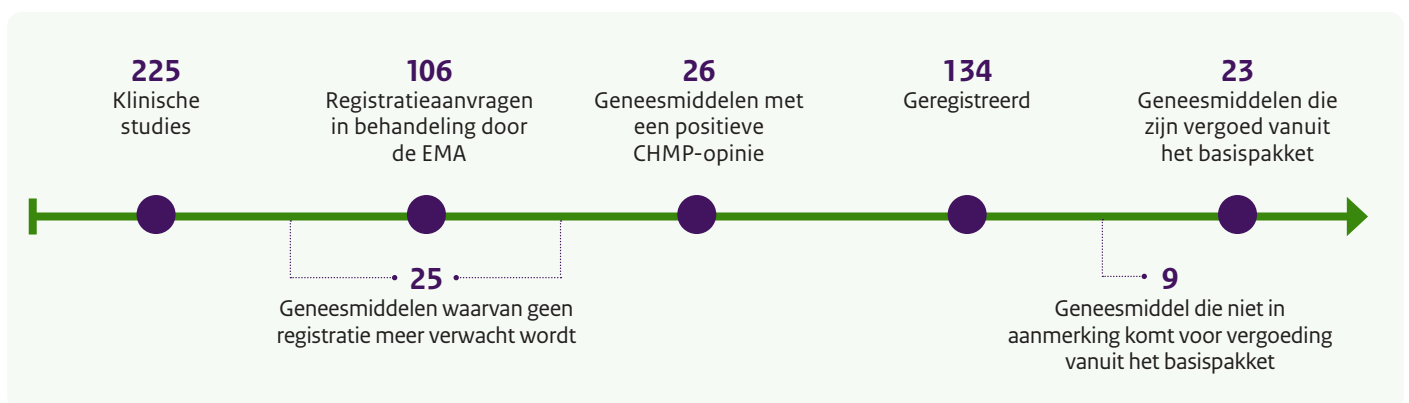 225
Klinische
studies
106
Registratieaanvragen
in behandeling door
de EMA
26
Geneesmiddelen met
een positieve
CHMP-opinie
134
Geregistreerd
23
Geneesmiddelen die
zijn vergoed vanuit
het basispakket
25
Geneesmiddelen waarvan geen
registratie meer verwacht wordt
9
Geneesmiddel die niet in
aanmerking komt voor vergoeding
vanuit het basispakket